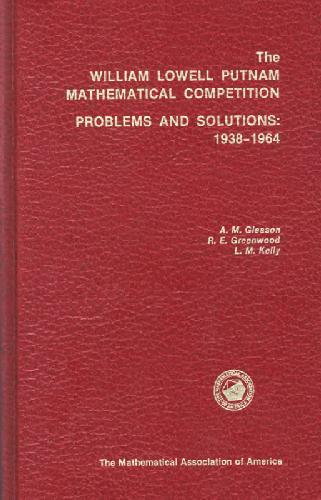 The
WILLIAM LOWELL PUTNAM
MATHEMATICAL COMPETITION
PROBLEMS AND SOLUTIONS:
1938–1964
A. M. Gleason
R. E. Greenwood
L. M. Kelly
The Mathematical Association of America